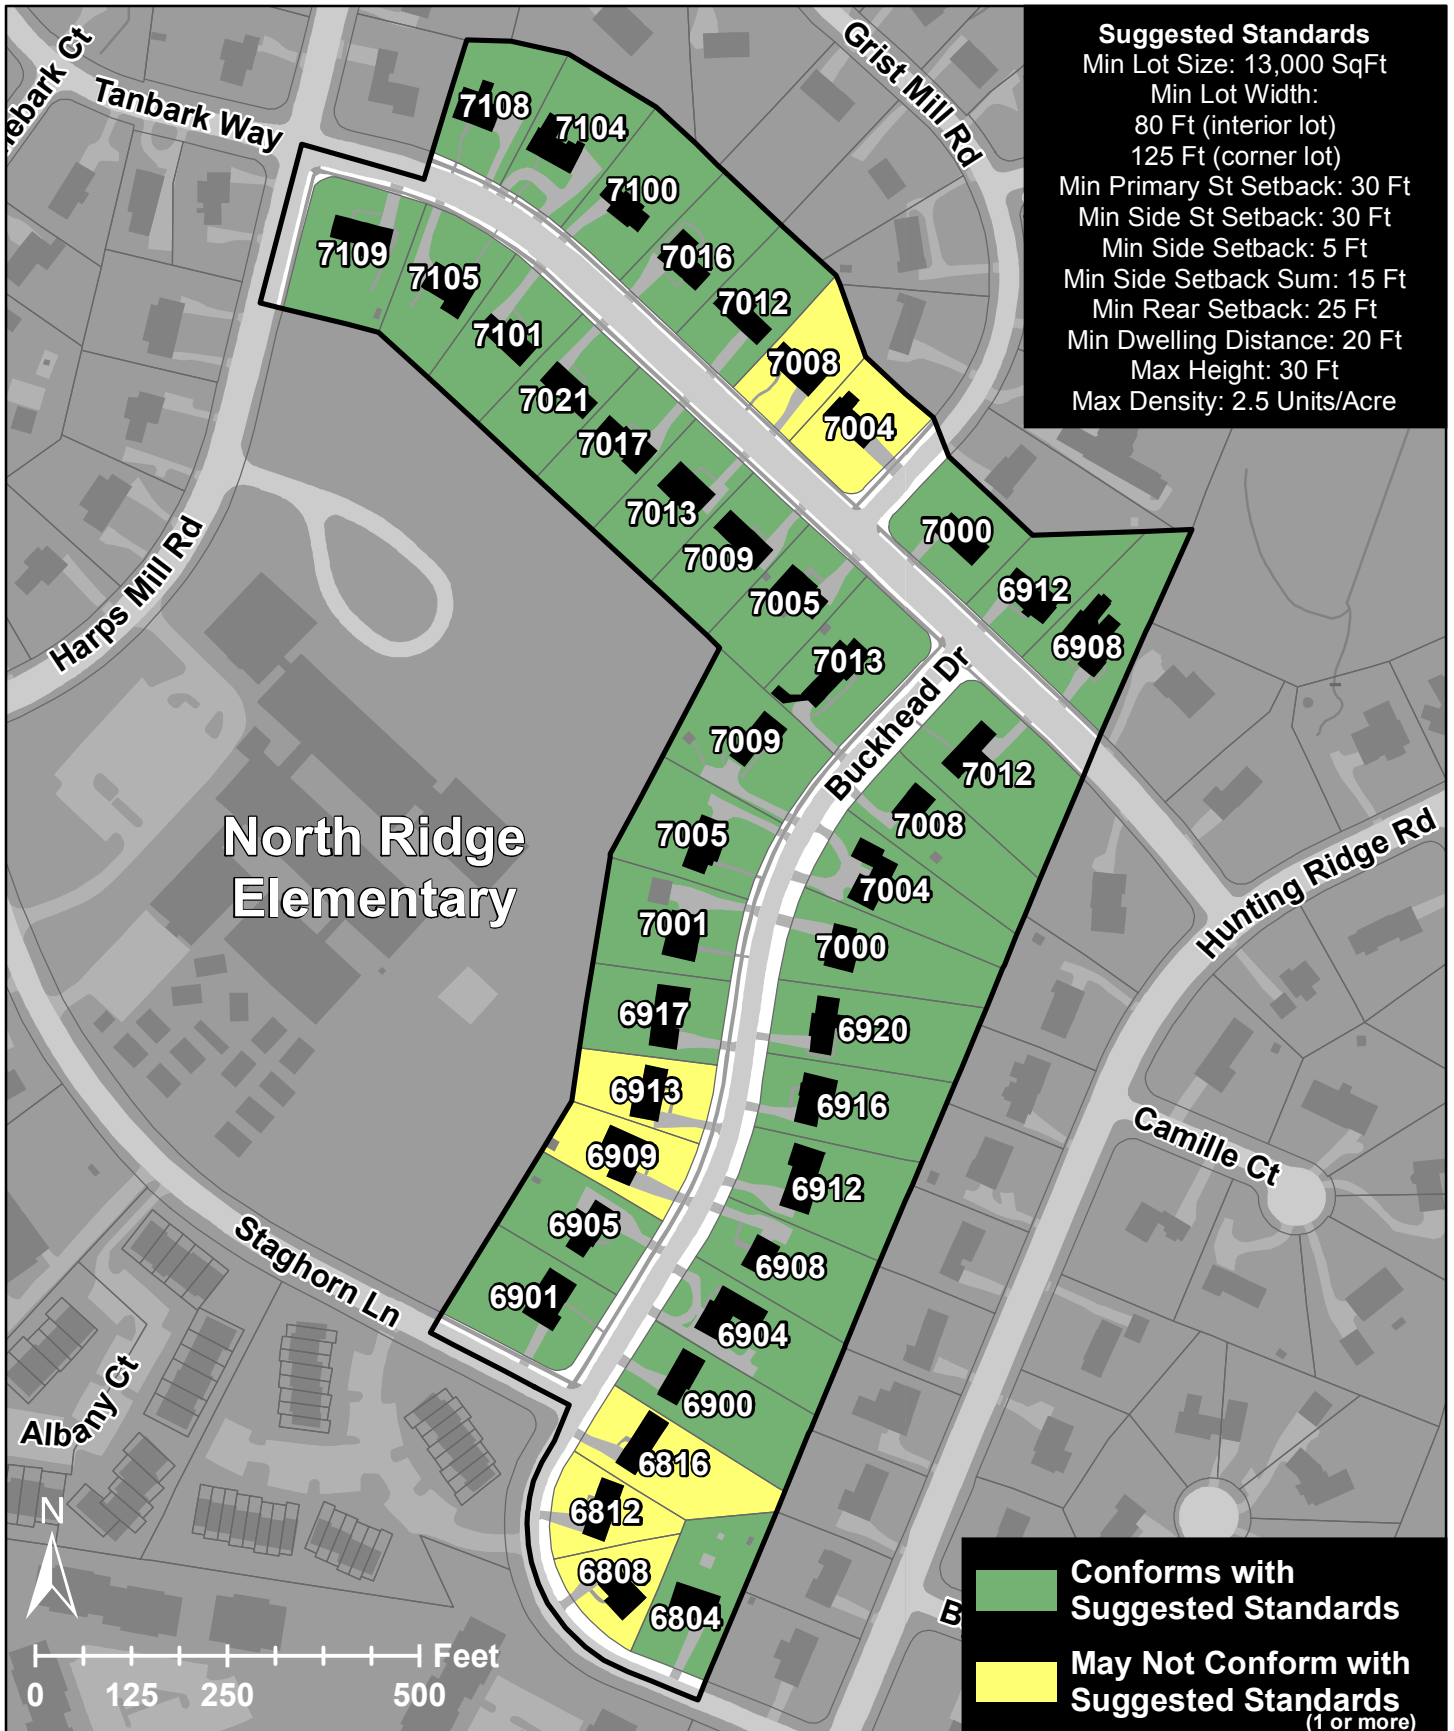 Suggested Standards
Min Lot Size: 13,000 SqFt
Min Lot Width:
80 Ft (interior lot)
125 Ft (corner lot)
Min Primary St Setback: 30 Ft
Min Side St Setback: 30 Ft
Min Side Setback: 5 Ft
Min Side Setback Sum: 15 Ft
Min Rear Setback: 25 Ft
Min Dwelling Distance: 20 Ft
Max Height: 30 Ft
Max Density: 2.5 Units/Acre
Tanbark Way
Grist Mill Rd
7108
7104
7100
7109
7105
7016
7012
7101
7008
7021
7004
7017
7013
7000
7009
6912
7005
6908
Harps Mill Rd
7013
Buckhead Dr
7009
7012
7008
7005
North Ridge
Elementary
7004
Hunting Ridge Rd
7001
7000
6917
6920
6913
6916
Camille Ct
6909
6912
6905
6908
Staghorn Ln
6901
6904
Albany Ct
6900
6816
6812
6808
6804
N
Feet
0 125 250 500
Conforms with
Suggested Standards
May Not Conform with
Suggested Standards
(1 or more)